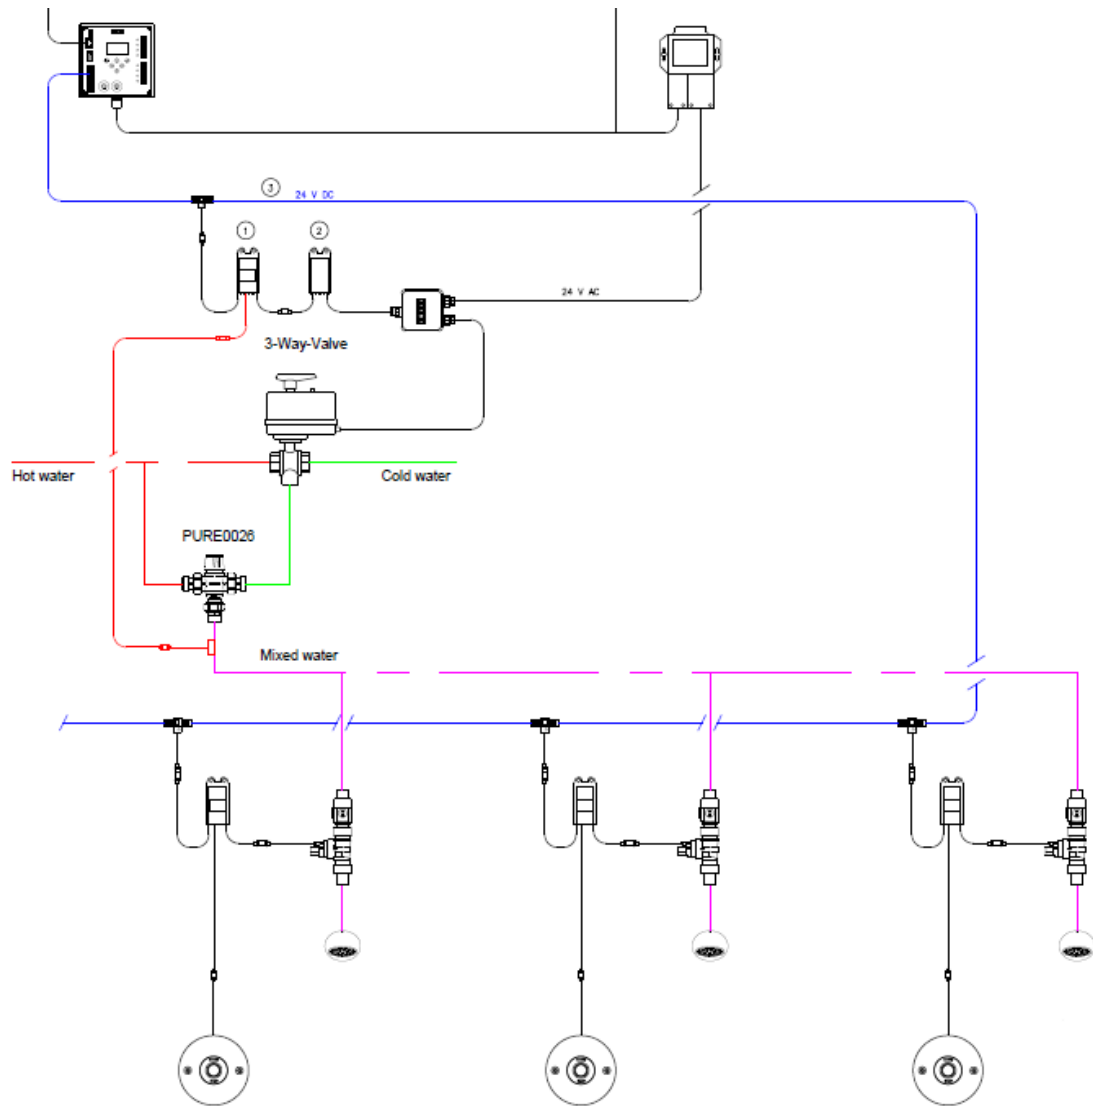 3
24 V DC
1
2
24 V AC
3-Way-Valve
Hot water
Cold water
PURE0026
Mixed water